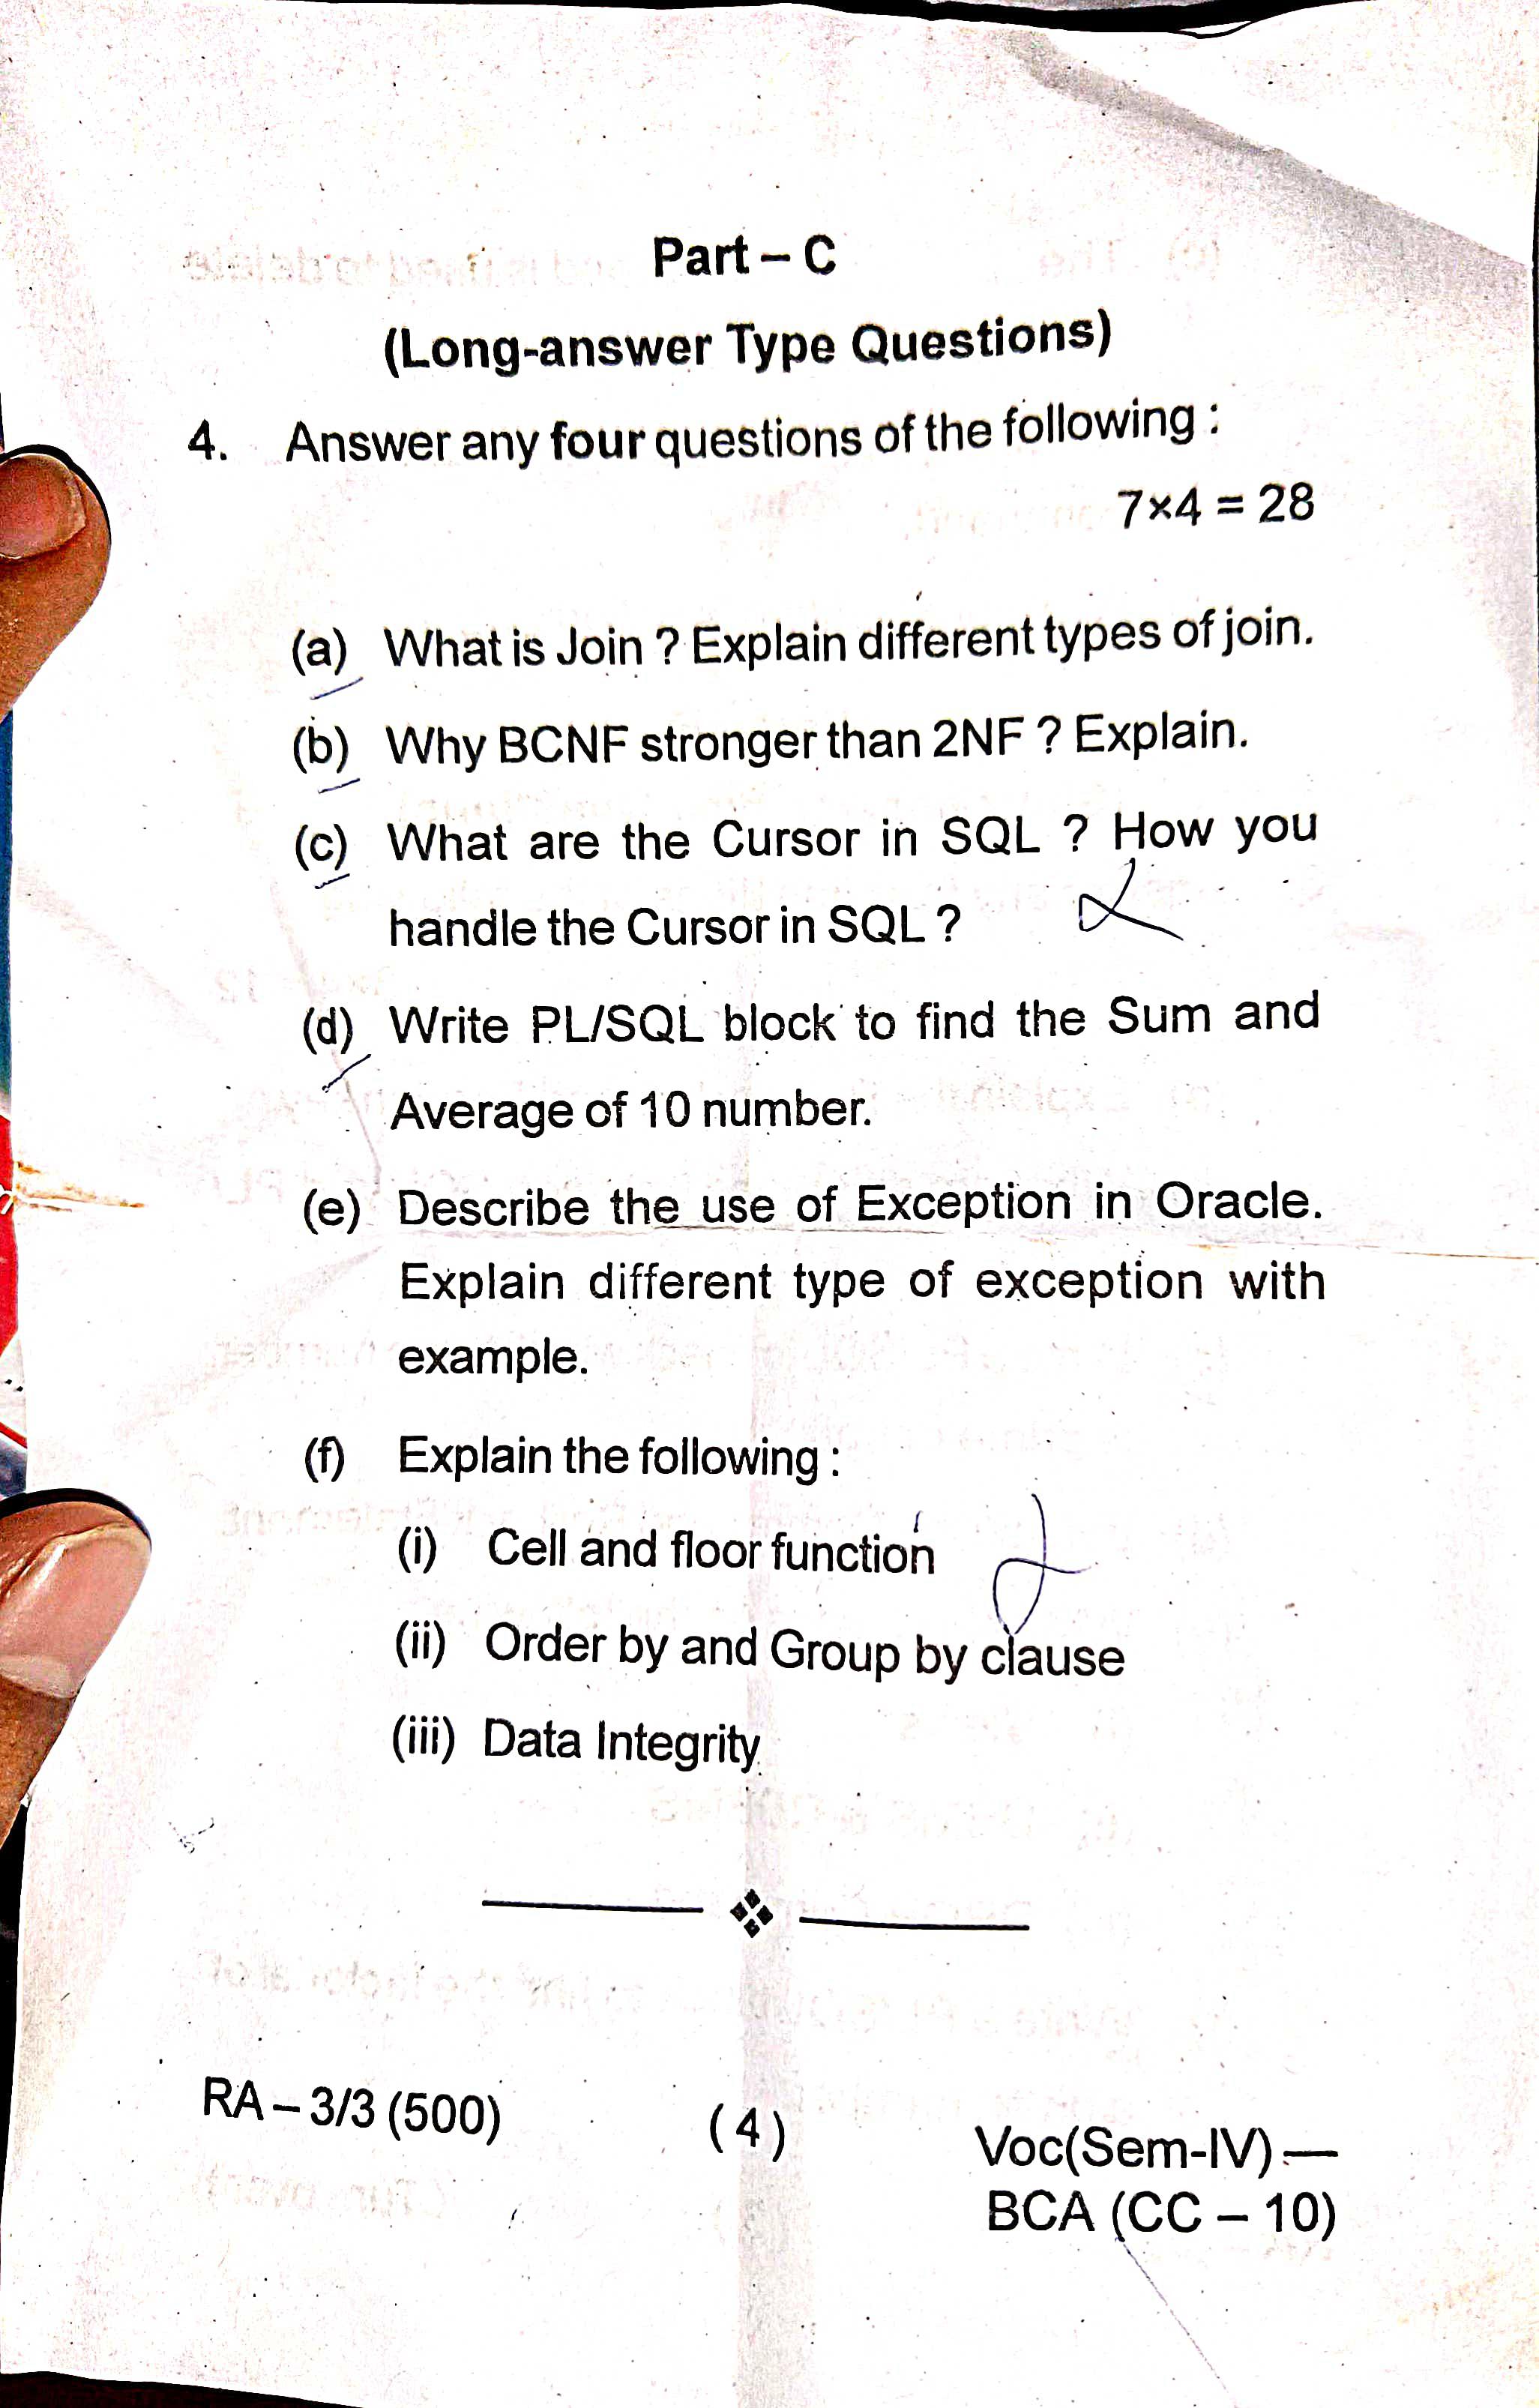 Part – C
(Long-answer Type Questions)
4. Answer any four questions of the following :
7×4 = 28
(a) What is Join ? Explain different types of join.
(b) Why BCNF stronger than 2NF ? Explain.
(c) What are the Cursor in SQL ? How you
handle the Cursor in SQL ?
(d) Write PL/SQL block to find the Sum and
Average of 10 number.
(e) Describe the use of Exception in Oracle.
Explain different type of exception with
example.
(f) Explain the following :
(i) Cell and floor function
(ii) Order by and Group by clause
(iii) Data Integrity
RA – 3/3 (500)
( 4 )
Voc(Sem-IV) —
BCA (CC – 10)